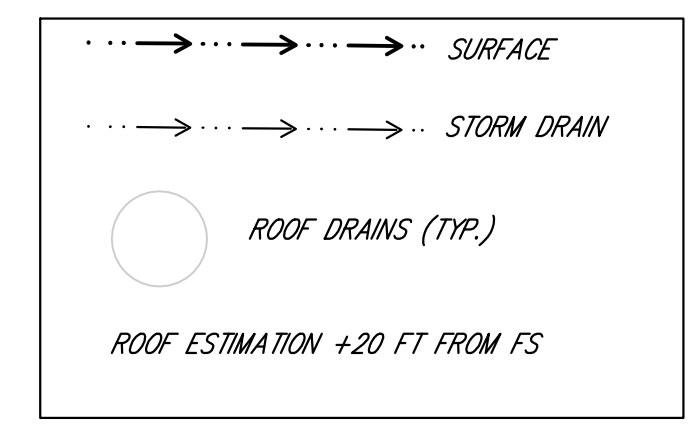 SURFACE
STORM DRAIN
ROOF DRAINS (TYP.)
ROOF ESTIMATION +20 FT FROM FS